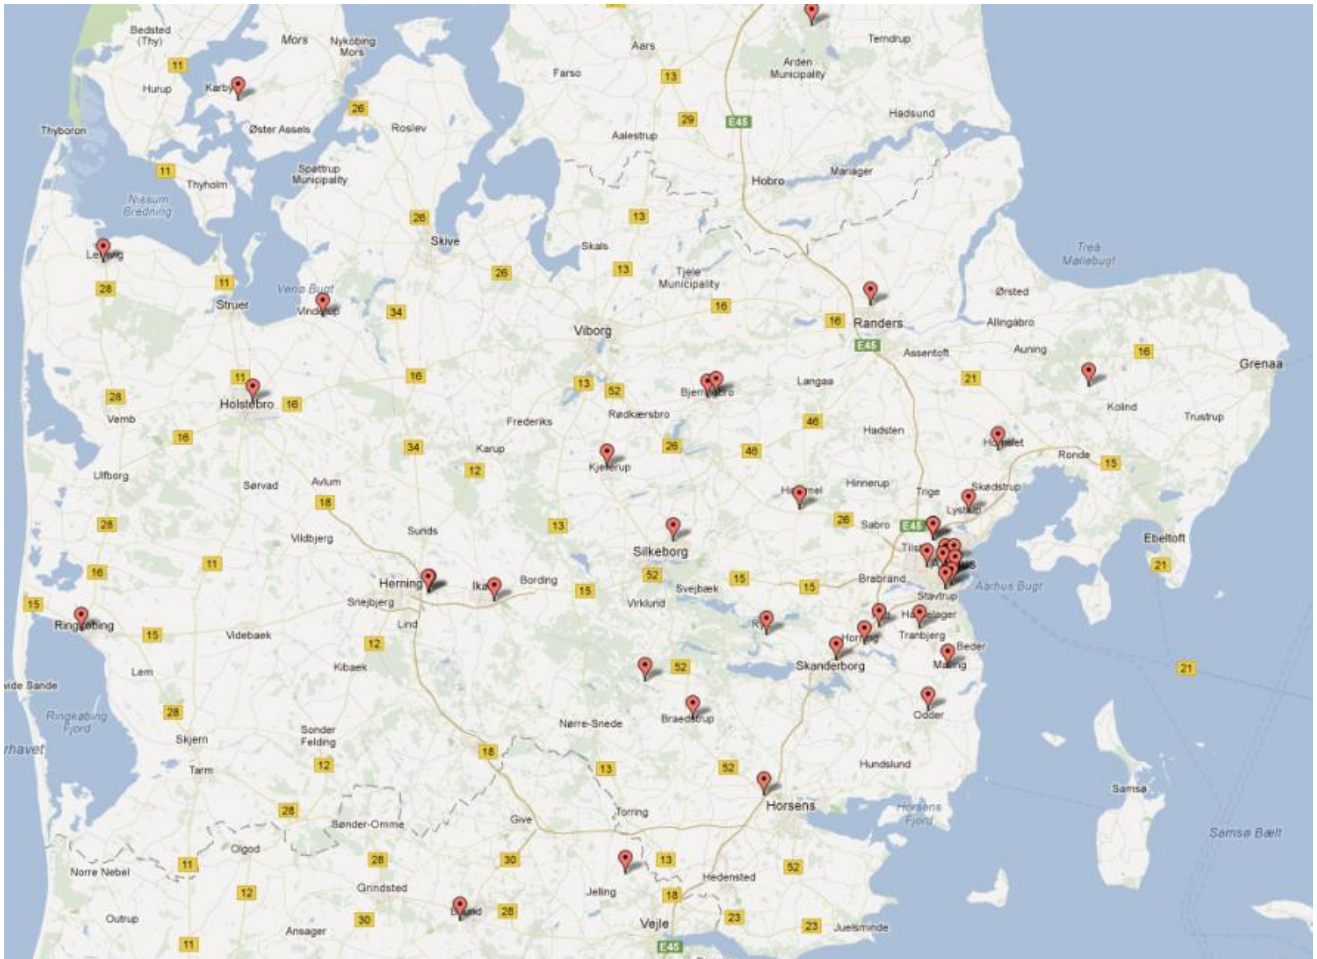 Bedsted
(Thy)
Mors
Nykobing
Mors
Aars
Terndrup
11
Farso
13
Arden
Municipality
Hurup
Karby
26
29
E45
Hadsund
Thyboron
Øster Assels
Roslev
Aalestrup
11
Spøttrup
Municipality
Thyholm
Hobro
Mariager
Nissum
Bredning
26
13
Skive
Skals
Trea
Møllebugt
28
11
26
13
Tjele
Municipality
Ørsted
Venø Bugt
Struer
34
16
Vinderup
Viborg
16
Randers
Allingåbro
E45
Assentoft
Auning
16
Grenaa
11
16
13
52
Langaa
21
28
Holstebro
16
Kolind
Vemb
Frederiks
Rødkærsbro
46
Trustrup
16
34
26
46
Hadsten
Karup
Ronde
15
12
Ulfborg
Sørvad
Avlum
Hinnerup
Trige
Skødstrup
18
28
Vildbjerg
Sunds
13
26
Sabro
E45
Ebeltoft
11
Silkeborg
21
16
Herning
Bording
52
Svejbæk
15
15
Brabrand
Aarhus Bugt
15
Snejbjerg
15
Virklund
Stavtrup
Ringkøbing
15
Videbaek
Lind
Tranbjerg
12
Beder
Lem
Kibaek
52
Skanderborg
21
vide Sande
Ringkøbing
Fjord
28
Nørre-Snede
Odder
rhavet
Skjern
Sonder
Felding
18
Tarm
12
13
52
Hundslund
Samsø
28
Torring
Horsens
Horsens
Fjord
Sønder-Omme
Give
Samsø Bælt
Olgod
11
28
30
13
52
Norre Nebel
Grindsted
Jeling
Hedensted
12
18
Outrup
30
28
Vejle
23
23
Juelsminde
Ansager
11
E45